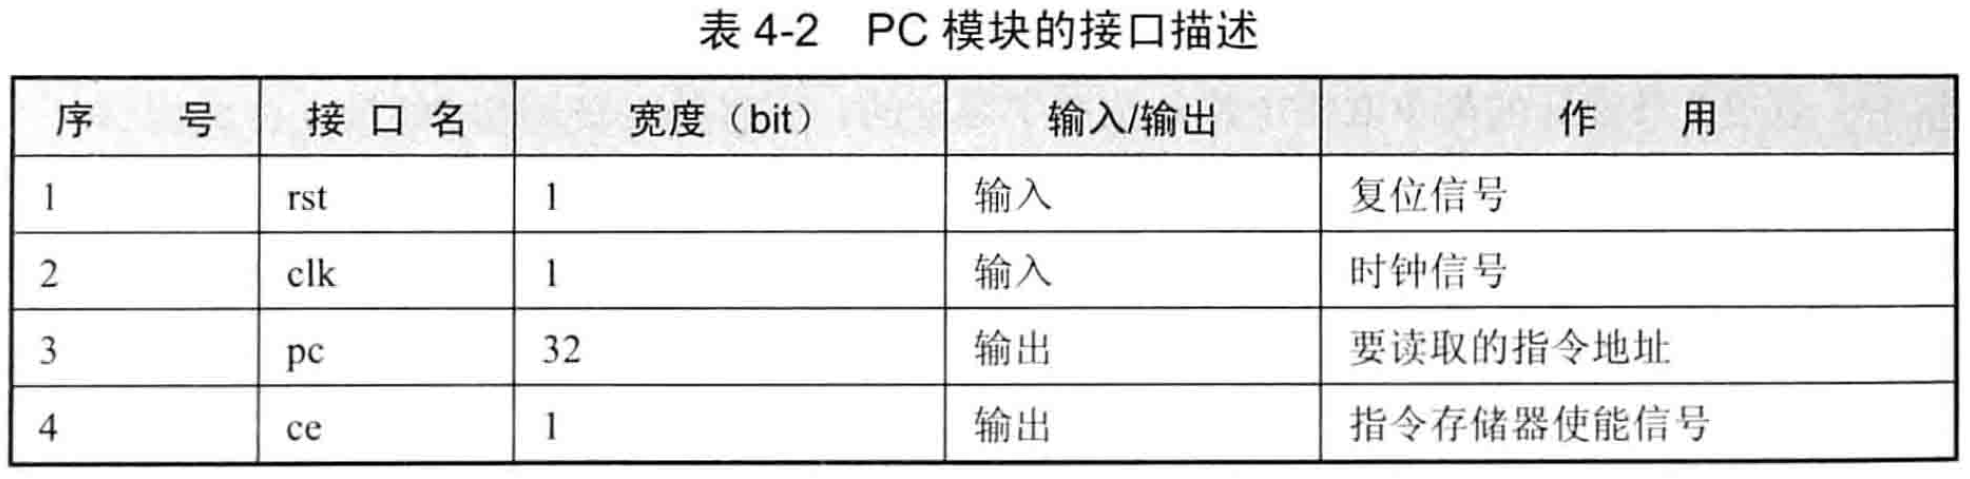 表 4-2 PC 模块的接口描述
序 号 接 口 名 宽度（bit） 输入/输出 作 用
1 rst 1 输入 复位信号
2 clk 1 输入 时钟信号
3 pc 32 输出 要读取的指令地址
4 ce 1 输出 指令存储器使能信号